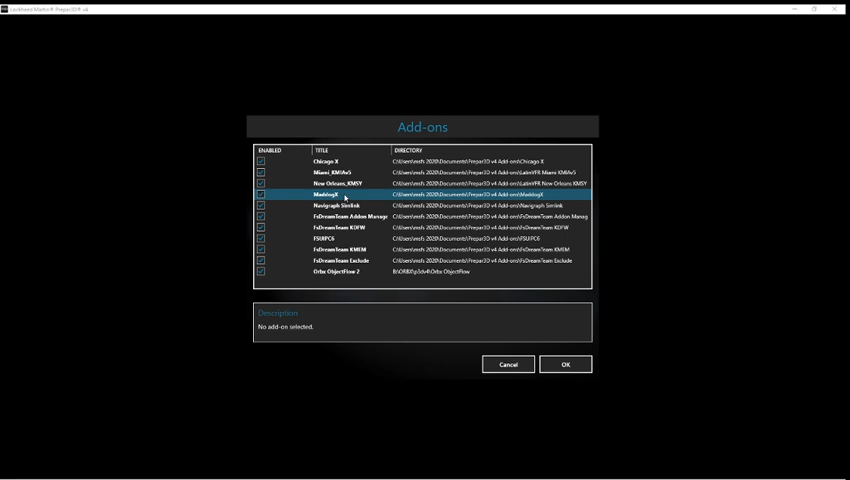 Lockheed Martin® Prepar3D® v4
Add-ons
ENABLED TITLE DIRECTORY
Chicago X C:\Users\msfs 2020\Documents\Prepar3D v4 Add-ons\Chicago X
Miami_KMIAv5 C:\Users\msfs 2020\Documents\Prepar3D v4 Add-ons\LatinVFR Miami KMIAv5
New Orleans_KMSY C:\Users\msfs 2020\Documents\Prepar3D v4 Add-ons\LatinVFR New Orleans KMSY
MaddogX C:\Users\msfs 2020\Documents\Prepar3D v4 Add-ons\MaddogX
Navigraph Simlink C:\Users\msfs 2020\Documents\Prepar3D v4 Add-ons\Navigraph Simlink
FsDreamTeam Addon Manage C:\Users\msfs 2020\Documents\Prepar3D v4 Add-ons\FsDreamTeam Addon Manag
FsDreamTeam KDFW C:\Users\msfs 2020\Documents\Prepar3D v4 Add-ons\FsDreamTeam KDFW
FSUIPC6 C:\Users\msfs 2020\Documents\Prepar3D v4 Add-ons\FSUIPC6
FsDreamTeam KMEM C:\Users\msfs 2020\Documents\Prepar3D v4 Add-ons\FsDreamTeam KMEM
FsDreamTeam Exclude C:\Users\msfs 2020\Documents\Prepar3D v4 Add-ons\FsDreamTeam Exclude
Orbx ObjectFlow 2 B:\ORBX\p3dv4\Orbx ObjectFlow
Description
No add-on selected.
Cancel OK